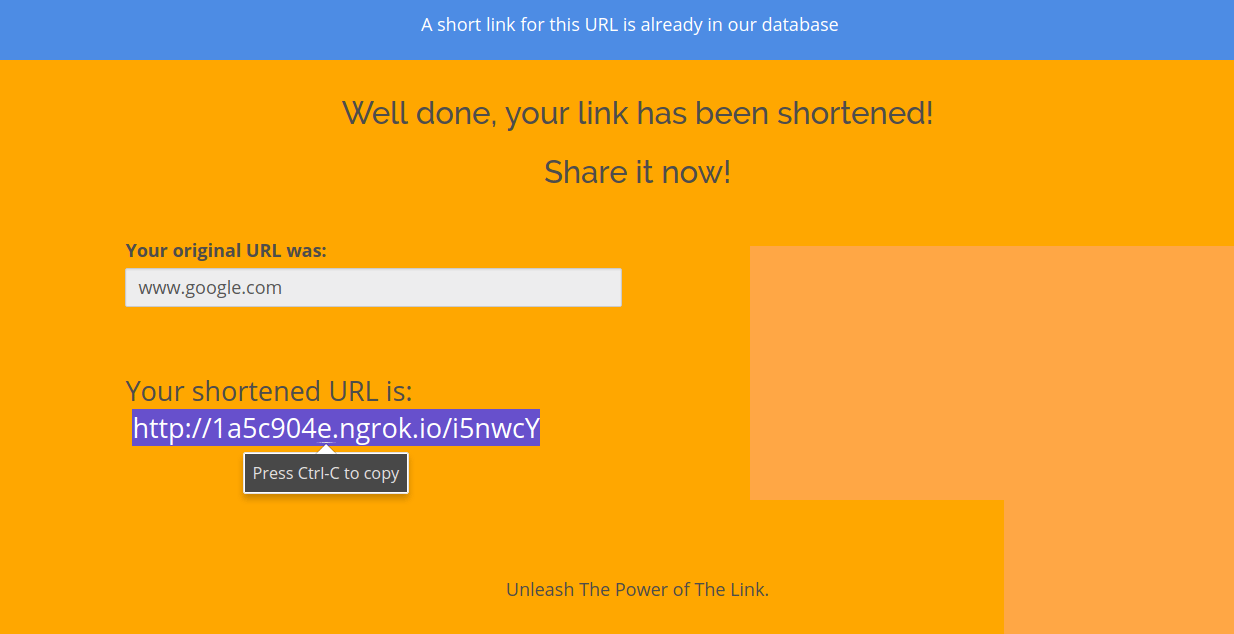 A short link for this URL is already in our database
Well done, your link has been shortened!
Share it now!
Your original URL was:
www.google.com
Your shortened URL is:
http://1a5c904e.ngrok.io/i5nwcY
Press Ctrl-C to copy
Unleash The Power of The Link.